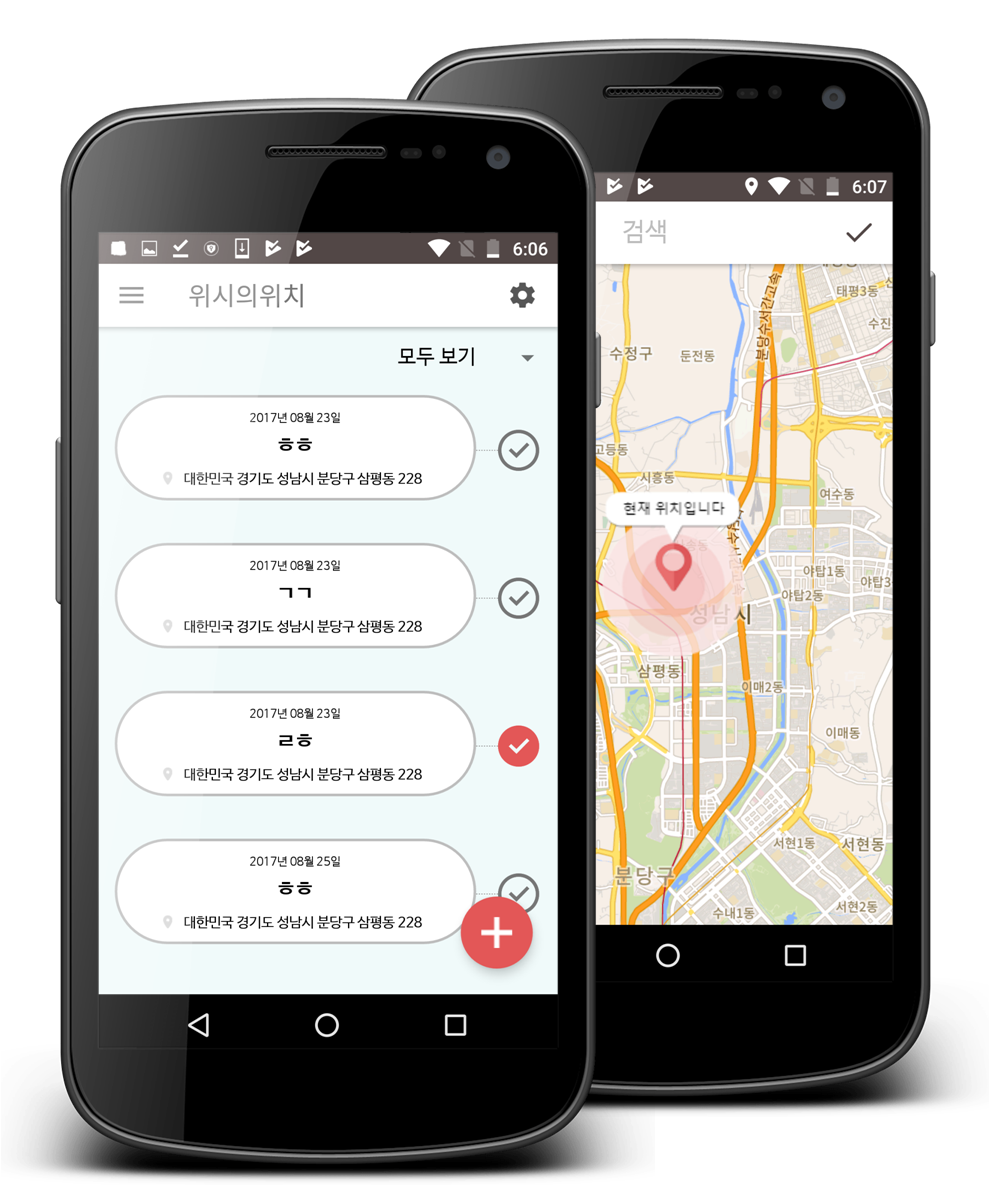 6:06
위시의위치
모두 보기
2017년 08월 23일
ㅎㅎ
대한민국 경기도 성남시 분당구 삼평동 228
2017년 08월 23일
ㄱㄱ
대한민국 경기도 성남시 분당구 삼평동 228
2017년 08월 23일
ㄹㅎ
대한민국 경기도 성남시 분당구 삼평동 228
2017년 08월 25일
ㅎㅎ
대한민국 경기도 성남시 분당구 삼평동 228
6:07
검색
태평3동
분당수서간고속
수진
수정구
둔전동
고등동
시흥동
여수동
현재 위치입니다
야탑1동
야탑3
야탑2동
성남시
삼평동
이매2동
이매동
서현1동
서현동
분당구
수내1동
서현2동